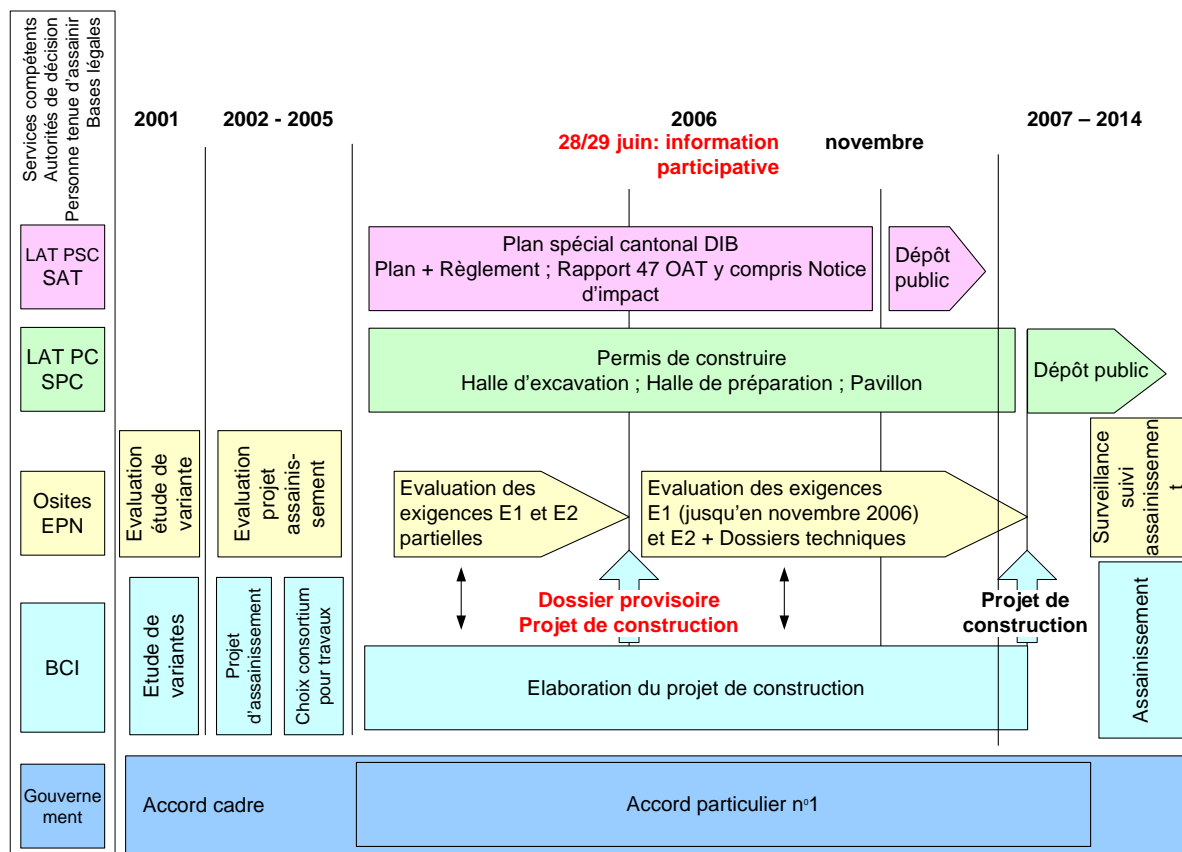 Services compétents
Autorités de décision
Personne tenue d'assainir
Bases légales
2001
2002 - 2005
2006
2007 – 2014
28/29 juin: information
participative
novembre
LAT PSC
SAT
Plan spécial cantonal DIB
Plan + Règlement ; Rapport 47 OAT y compris Notice
d'impact
Dépôt
public
LAT PC
SPC
Permis de construire
Halle d'excavation ; Halle de préparation ; Pavillon
Dépôt public
Osites
EPN
Evaluation
étude de
variante
Evaluation
projet
assainis-
sement
Evaluation des
exigences E1 et E2
partielles
Evaluation des exigences
E1 (jusqu'en novembre 2006)
et E2 + Dossiers techniques
Surveillance
suivi
assainissemen
t
Dossier provisoire
Projet de construction
Projet de
construction
BCI
Etude de
variantes
Projet
d'assainissement
Choix consortium
pour travaux
Elaboration du projet de construction
Assainissement
Gouverne
ment
Accord cadre
Accord particulier nº1